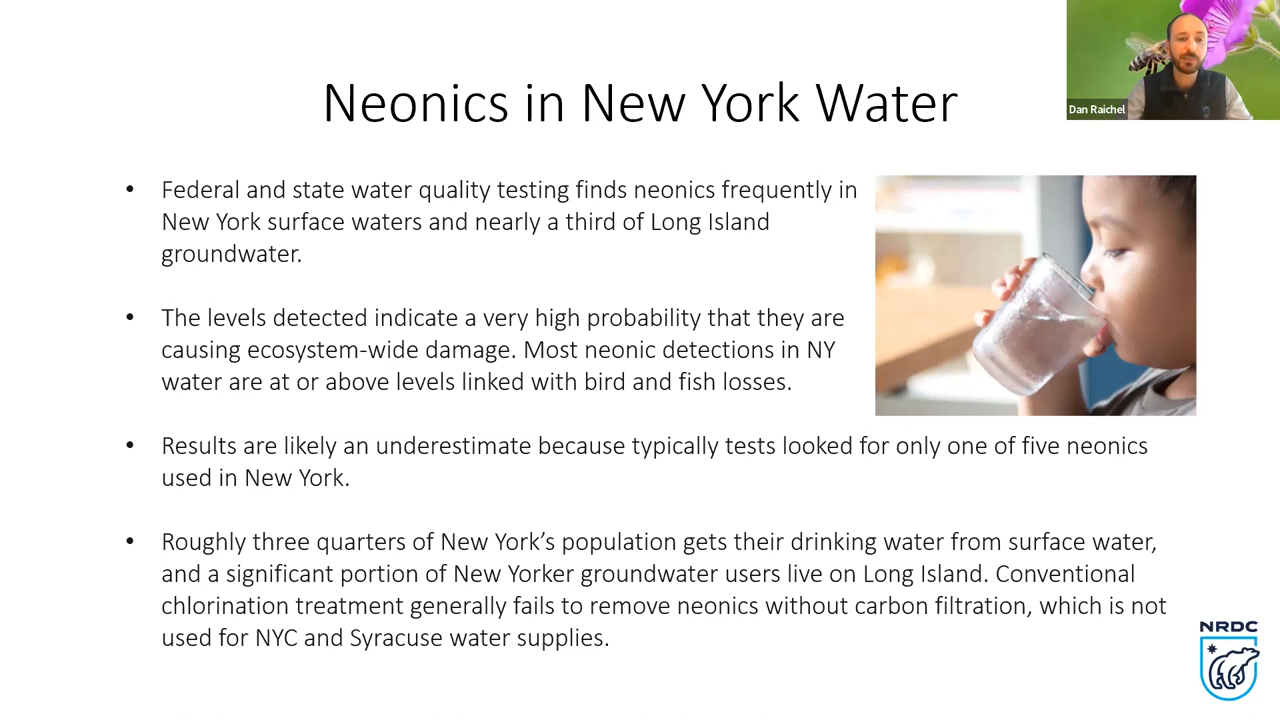 Dan Raichel
Neonics in New York Water
• Federal and state water quality testing finds neonics frequently in
New York surface waters and nearly a third of Long Island
groundwater.
• The levels detected indicate a very high probability that they are
causing ecosystem-wide damage. Most neonic detections in NY
water are at or above levels linked with bird and fish losses.
• Results are likely an underestimate because typically tests looked for only one of five neonics
used in New York.
• Roughly three quarters of New York’s population gets their drinking water from surface water,
and a significant portion of New Yorker groundwater users live on Long Island. Conventional
chlorination treatment generally fails to remove neonics without carbon filtration, which is not
used for NYC and Syracuse water supplies.
NRDC